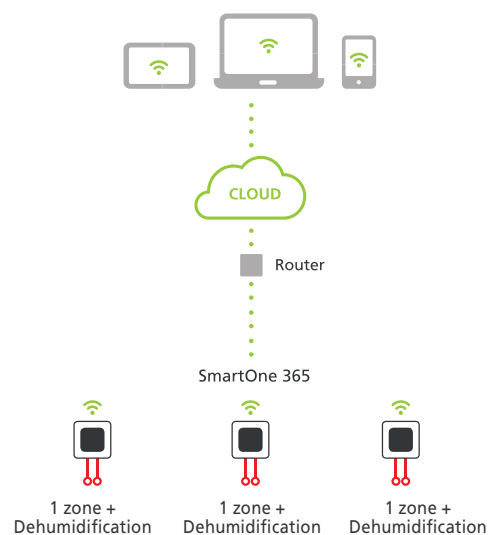 CLOUD
Router
SmartOne 365
1 zone +
Dehumidification
1 zone +
Dehumidification
1 zone +
Dehumidification